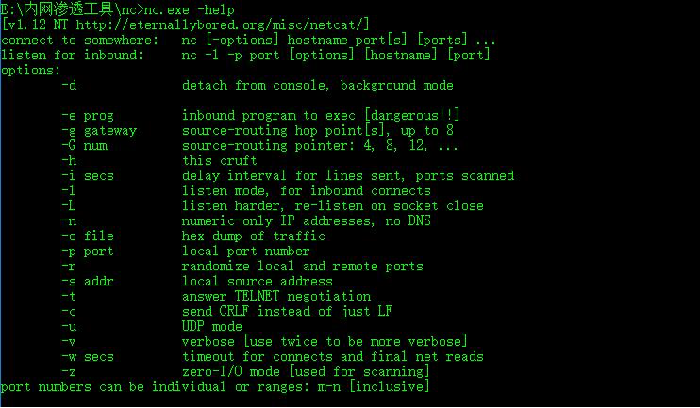 E:\内网渗透工具\nc>nc.exe -help
[v1.12 NT http://eternallybored.org/misc/netcat/]
connect to somewhere: nc [-options] hostname port[s] [ports] ...
listen for inbound: nc -l -p port [options] [hostname] [port]
options:
-d detach from console, background mode
-e prog inbound program to exec [dangerous!!]
-g gateway source-routing hop point[s], up to 8
-G num source-routing pointer: 4, 8, 12, ...
-h this cruft
-i secs delay interval for lines sent, ports scanned
-l listen mode, for inbound connects
-L listen harder, re-listen on socket close
-n numeric-only IP addresses, no DNS
-o file hex dump of traffic
-p port local port number
-r randomize local and remote ports
-s addr local source address
-t answer TELNET negotiation
-c send CRLF instead of just LF
-u UDP mode
-v verbose [use twice to be more verbose]
-w secs timeout for connects and final net reads
-z zero-I/O mode [used for scanning]
port numbers can be individual or ranges: m-n [inclusive]